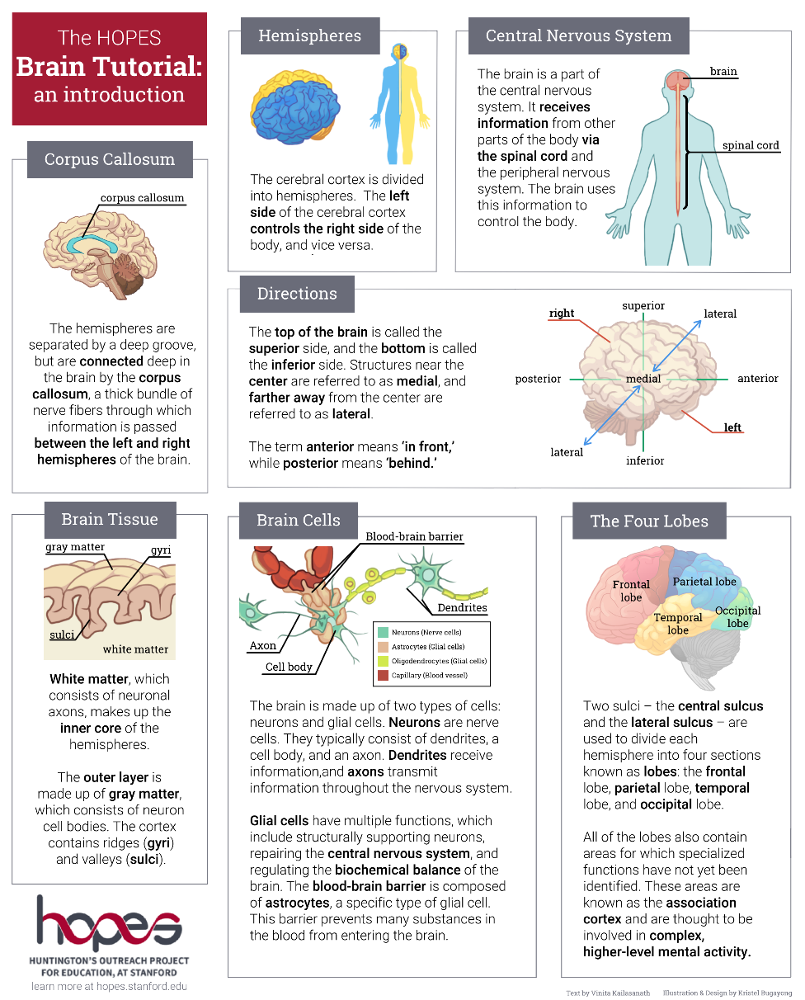 The HOPES
Brain Tutorial:
an introduction
Hemispheres
The cerebral cortex is divided
into hemispheres. The left
side of the cerebral cortex
controls the right side of the
body, and vice versa.
Central Nervous System
The brain is a part of
the central nervous
system. It receives
information from other
parts of the body via
the spinal cord and
the peripheral nervous
system. The brain uses
this information to
control the body.
brain
spinal cord
Corpus Callosum
corpus callosum
The hemispheres are
separated by a deep groove,
but are connected deep in
the brain by the corpus
callosum, a thick bundle of
nerve fibers through which
information is passed
between the left and right
hemispheres of the brain.
Directions
The top of the brain is called the
superior side, and the bottom is called
the inferior side. Structures near the
center are referred to as medial, and
farther away from the center are
referred to as lateral.
The term anterior means ‘in front,’
while posterior means ‘behind.’
superior
right
lateral
posterior
medial
anterior
left
lateral
inferior
Brain Tissue
gray matter
gyri
sulci
white matter
White matter, which
consists of neuronal
axons, makes up the
inner core of the
hemispheres.
The outer layer is
made up of gray matter,
which consists of neuron
cell bodies. The cortex
contains ridges (gyri)
and valleys (sulci).
Brain Cells
Blood-brain barrier
Dendrites
Axon
Cell body
Neurons (Nerve cells)
Astrocytes (Glial cells)
Oligodendrocytes (Glial cells)
Capillary (Blood vessel)
The brain is made up of two types of cells:
neurons and glial cells. Neurons are nerve
cells. They typically consist of dendrites, a
cell body, and an axon. Dendrites receive
information,and axons transmit
information throughout the nervous system.
Glial cells have multiple functions, which
include structurally supporting neurons,
repairing the central nervous system, and
regulating the biochemical balance of the
brain. The blood-brain barrier is composed
of astrocytes, a specific type of glial cell.
This barrier prevents many substances in
the blood from entering the brain.
The Four Lobes
Frontal
lobe
Parietal lobe
Temporal
lobe
Occipital
lobe
Two sulci – the central sulcus
and the lateral sulcus – are
used to divide each
hemisphere into four sections
known as lobes: the frontal
lobe, parietal lobe, temporal
lobe, and occipital lobe.
All of the lobes also contain
areas for which specialized
functions have not yet been
identified. These areas are
known as the association
cortex and are thought to be
involved in complex,
higher-level mental activity.
hopes
HUNTINGTON'S OUTREACH PROJECT
FOR EDUCATION, AT STANFORD
learn more at hopes.stanford.edu
Text by Vinita Kailasanath Illustration & Design by Kristel Bugayong